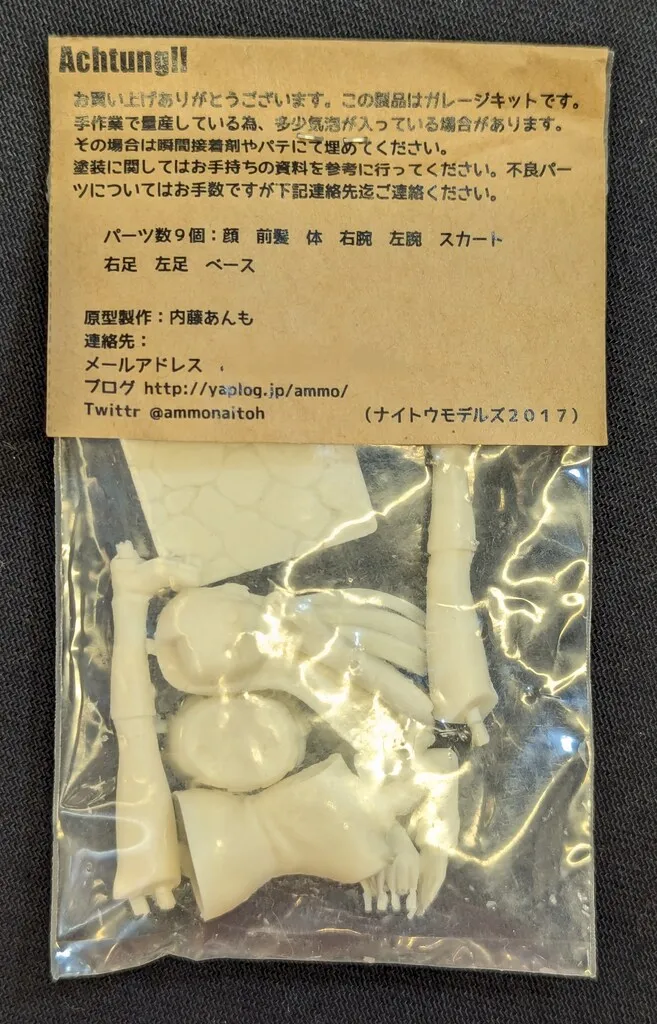 Achtung!!
お買い上げありがとうございます。この製品はガレージキットです。
手作業で量産している為、多少気泡が入っている場合があります。
その場合は瞬間接着剤やパテにて埋めてください。
塗装に関してはお手持ちの資料を参考に行ってください。不良パー
ツについてはお手数ですが下記連絡先迄ご連絡ください。
パーツ数9個：顔　前髪　体　右腕　左腕　スカート
右足　左足　ベース
原型製作：内藤あんも
連絡先：
メールアドレス
ブログ http://yaplog.jp/ammo/
Twittr @ammonaitoh　（ナイトウモデルズ２０１７）